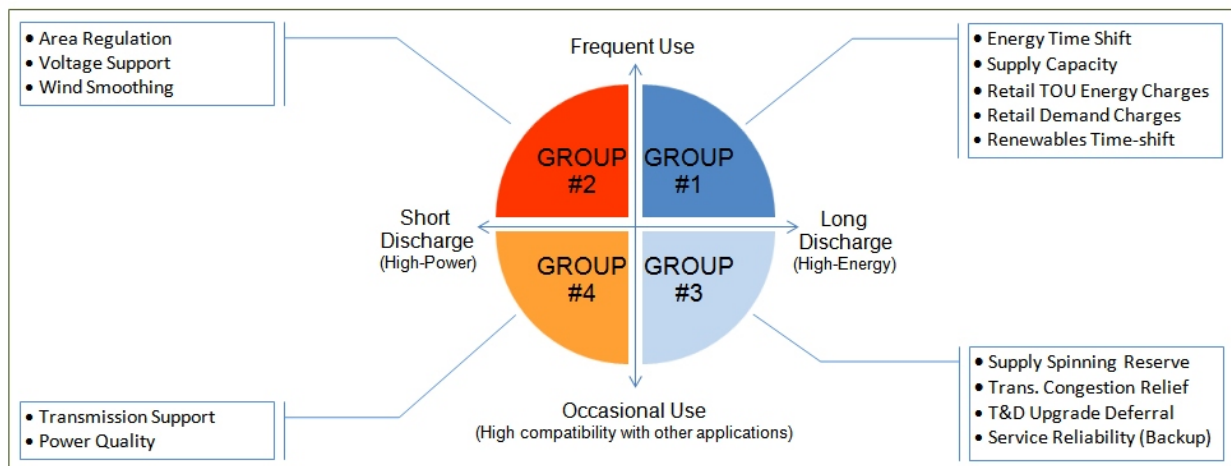 • Area Regulation
• Voltage Support
• Wind Smoothing
Frequent Use
• Energy Time Shift
• Supply Capacity
• Retail TOU Energy Charges
• Retail Demand Charges
• Renewables Time-shift
GROUP
#2
GROUP
#1
Short
Discharge
(High-Power)
Long
Discharge
(High-Energy)
GROUP
#4
GROUP
#3
• Transmission Support
• Power Quality
Occasional Use
(High compatibility with other applications)
• Supply Spinning Reserve
• Trans. Congestion Relief
• T&D Upgrade Deferral
• Service Reliability (Backup)